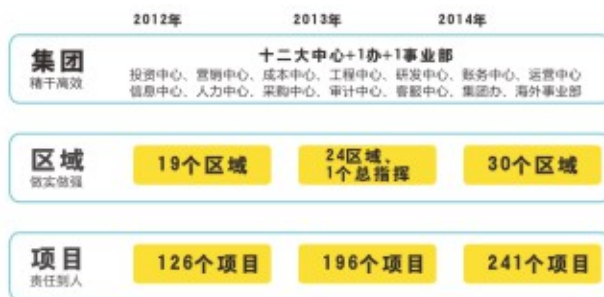 2012年 2013年 2014年
集团
精干高效
十二大中心+1办+1事业部
投资中心、营销中心、成本中心、工程中心、研发中心、账务中心、运营中心
信息中心、人力中心、采购中心、审计中心、客服中心、集团办、海外事业部
区域
做实做强
19个区域
24区域、
1个总指挥
30个区域
项目
责任到人
126个项目
196个项目
241个项目